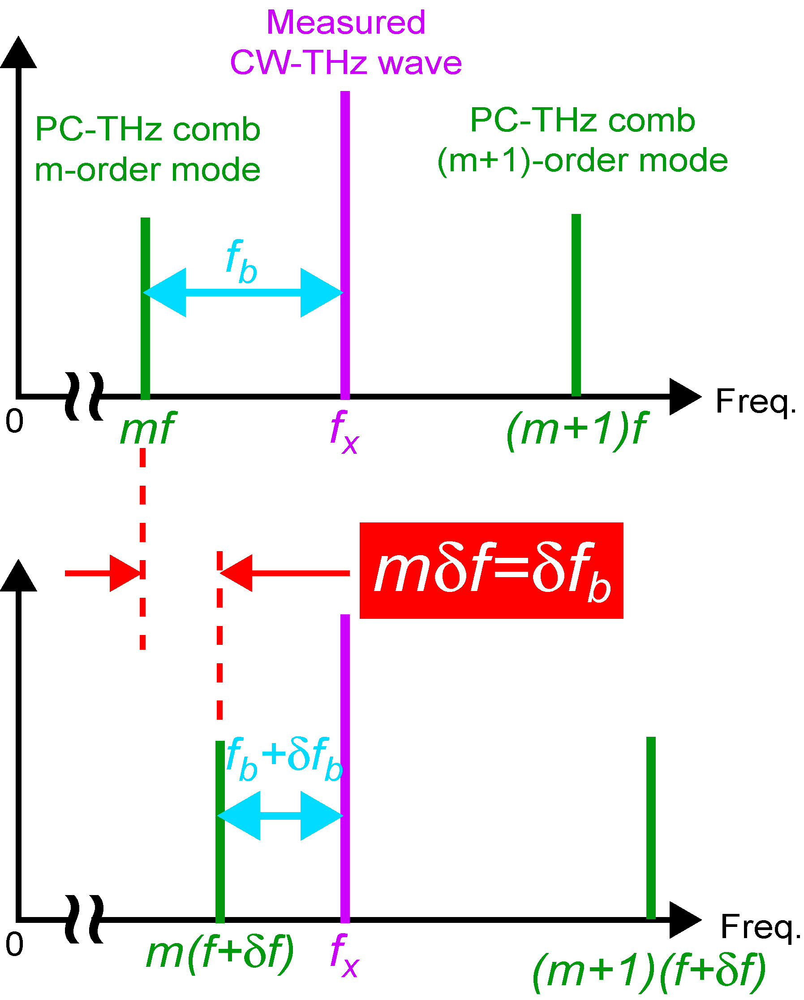 Measured
CW-THz wave
PC-THz comb
m-order mode
PC-THz comb
(m+1)-order mode
fb
Freq.
0
mf
fx
(m+1)f
mδf=δfb
fb+δfb
Freq.
0
m(f+δf)
fx
(m+1)(f+δf)